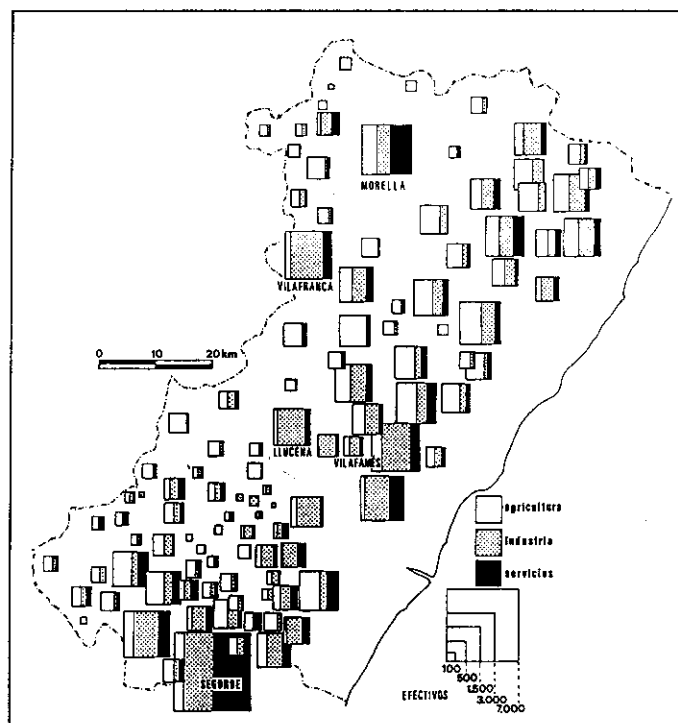 MORELLA
VILAFRANCA
0 10 20 km
LLUCENA
VILAFAMÉS
agricultura
industria
servicios
SEGORBE
EFECTIVOS
100
500
1.500
3.000
7.000